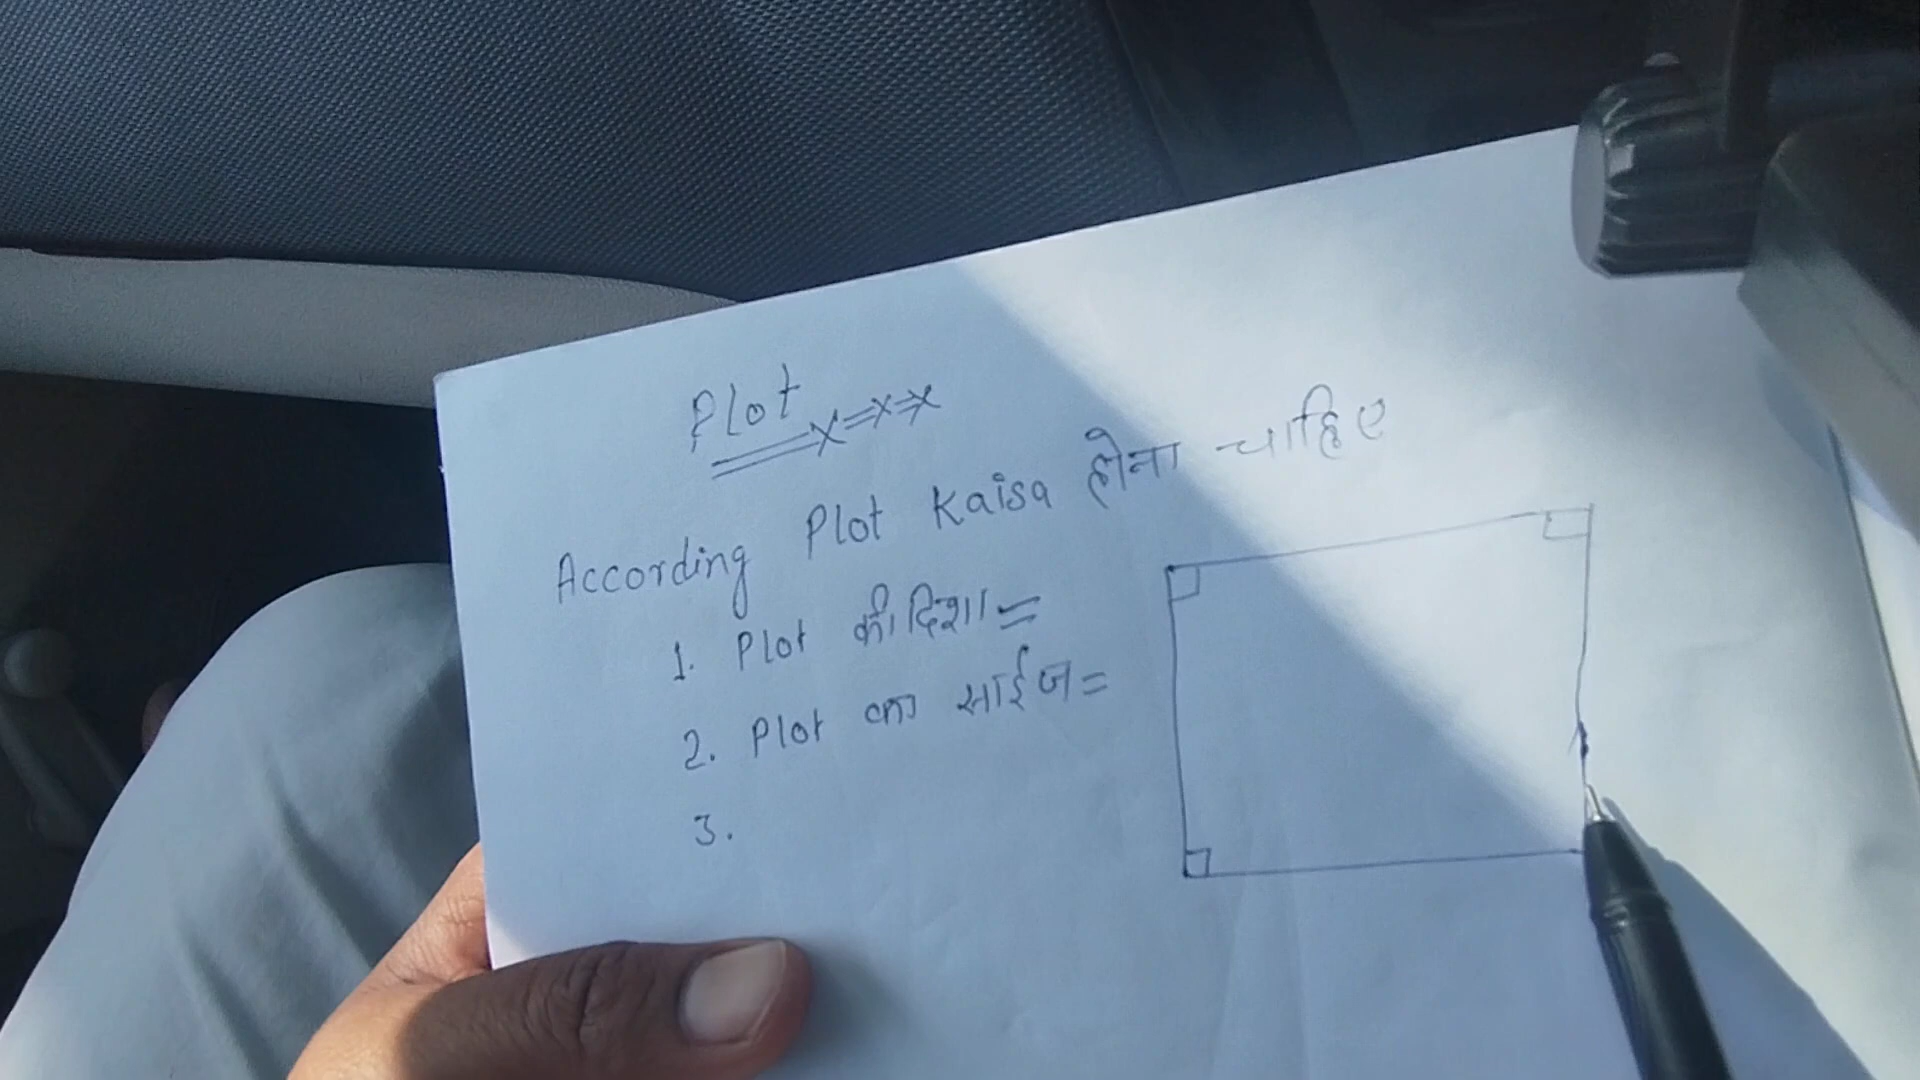 Plot
According Plot Kaisa होना चाहिए
1. Plot की दिशा =
2. Plot का साईज =
3.